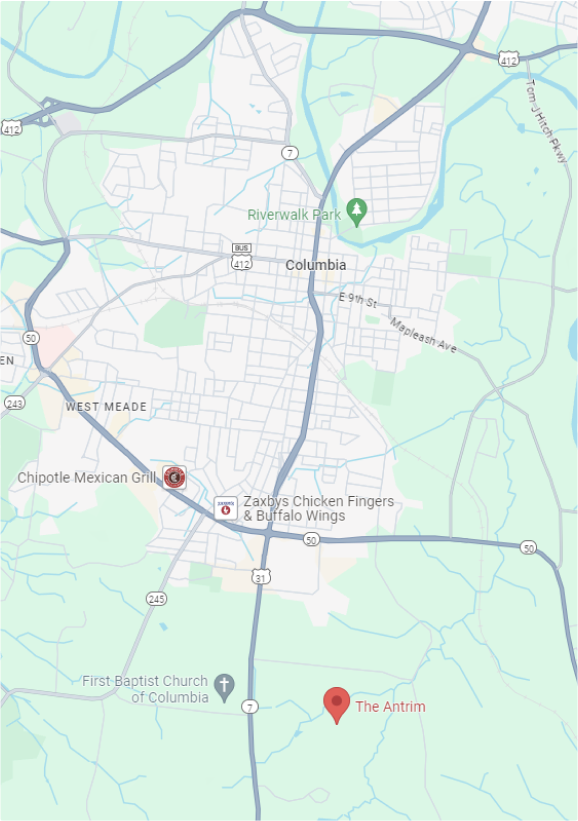 412
Tom J Hitch Pkwy
412
7
Riverwalk Park
BUS
412
Columbia
E 9th St
Mapleash Ave
50
EN
243
WEST MEADE
Chipotle Mexican Grill
ZAXBYS
Zaxbys Chicken Fingers
& Buffalo Wings
50
50
31
245
First Baptist Church
of Columbia
7
The Antrim